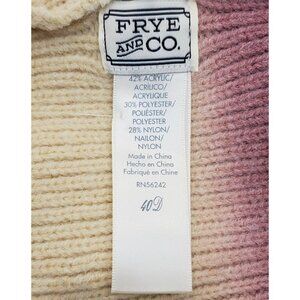 FRYE
AND CO.
42% ACRYLIC/
ACRILICO/
ACRYLIQUE
30% POLYESTER/
POLIÉSTER/
POLYESTER
28% NYLON/
NAILON/
NYLON
Made in China
Hecho en China
Fabriqué en Chine
RN56242